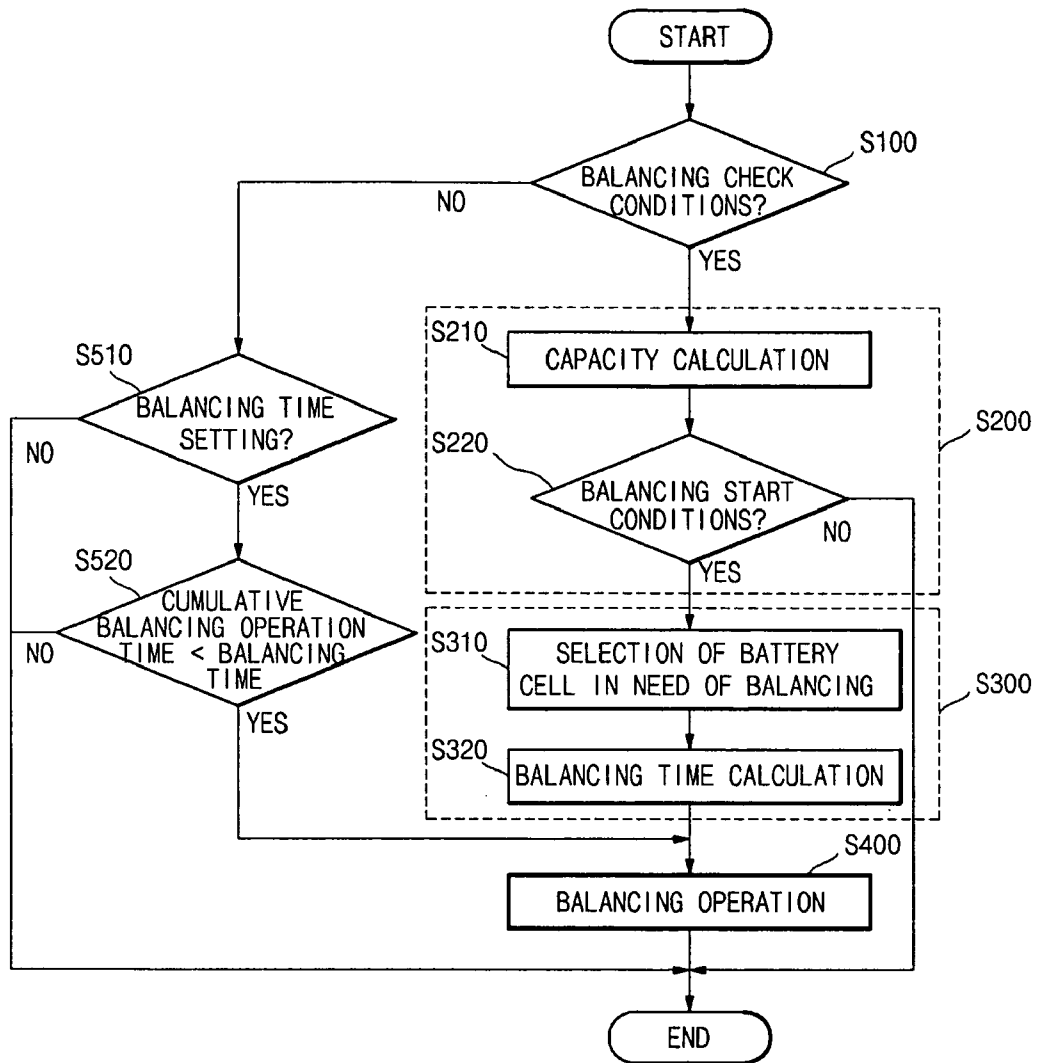 START
S100
BALANCING CHECK
CONDITIONS?
NO
YES
S210
CAPACITY CALCULATION
S510
BALANCING TIME
SETTING?
NO
YES
S200
S220
BALANCING START
CONDITIONS?
NO
YES
S520
CUMULATIVE
BALANCING OPERATION
TIME < BALANCING
TIME
NO
YES
S310
SELECTION OF BATTERY
CELL IN NEED OF BALANCING
S300
S320
BALANCING TIME CALCULATION
S400
BALANCING OPERATION
END